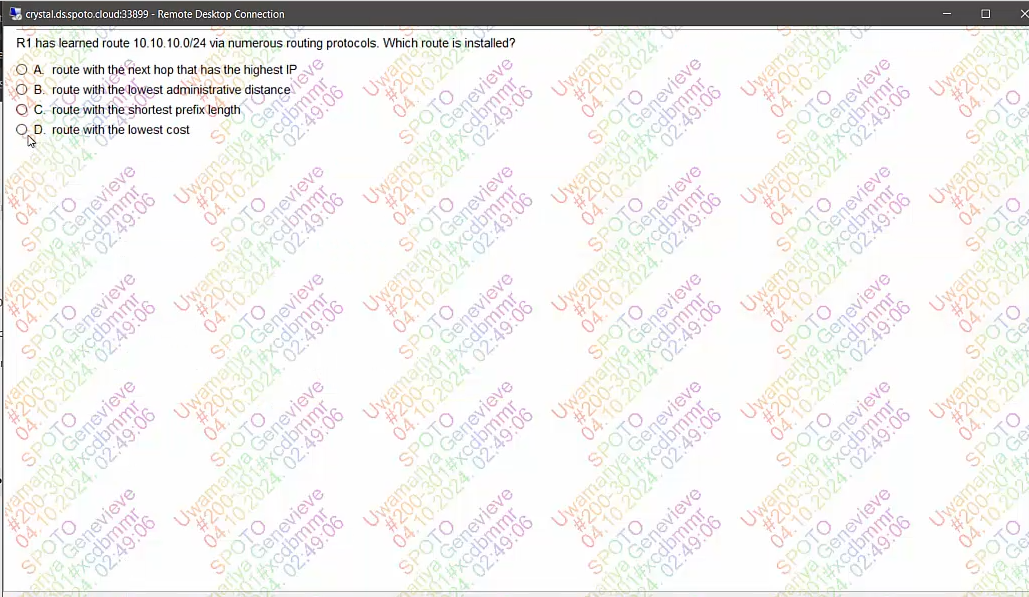 crystal.ds.spoto.cloud:33899 - Remote Desktop Connection
R1 has learned route 10.10.10.0/24 via numerous routing protocols. Which route is installed?
A. route with the next hop that has the highest IP
B. route with the lowest administrative distance
C. route with the shortest prefix length
D. route with the lowest cost
Uwamariya Genevieve
#200-301#xcdbmmr
04.10.2024. 02:49:06
SPOTO